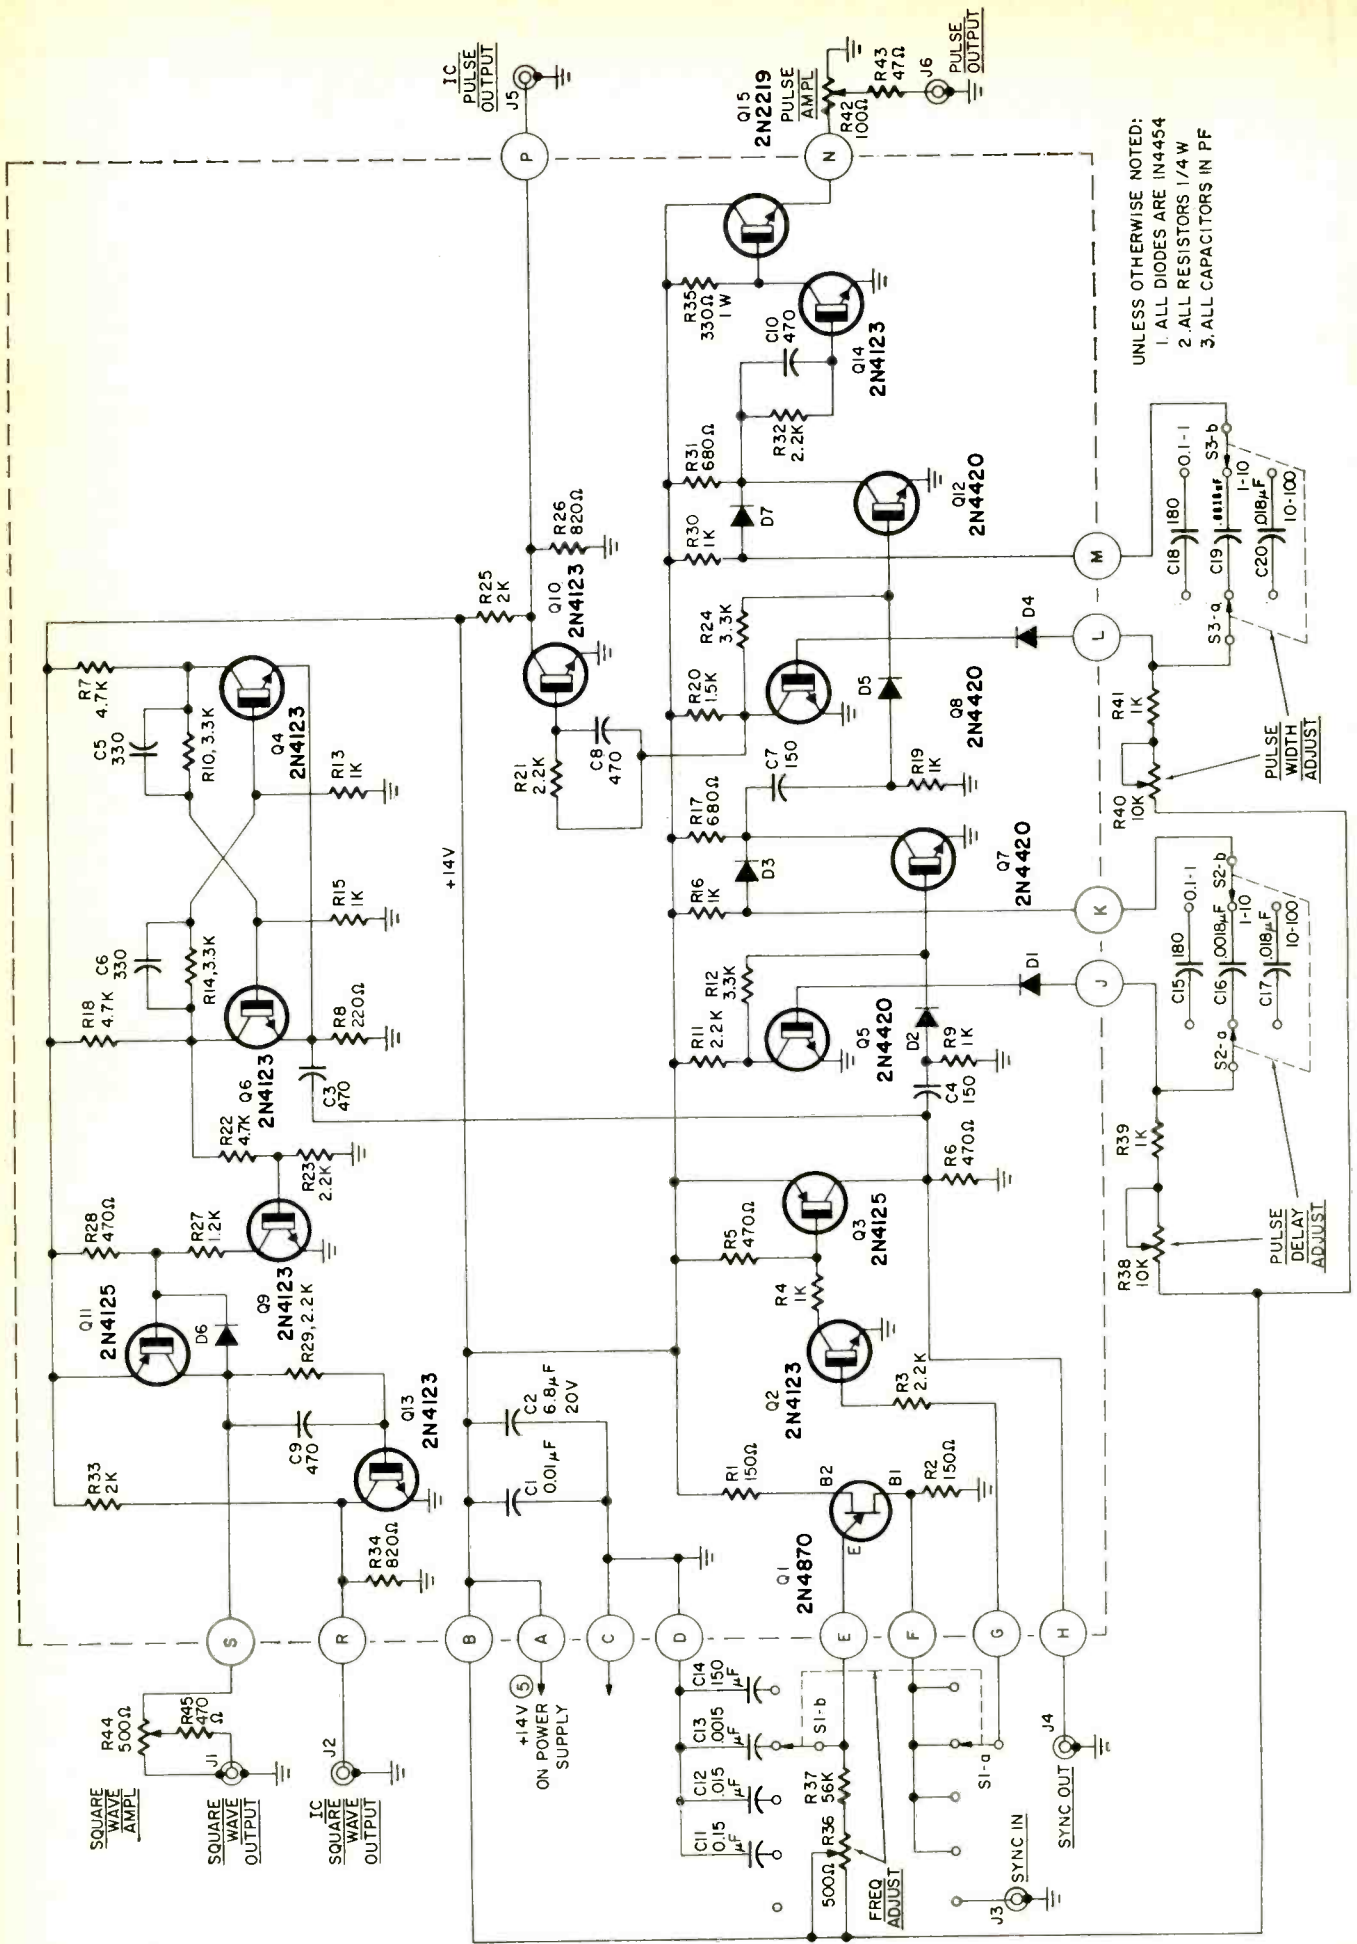 SQUARE
WAVE
AMPL
R44
500Ω
R45
470
Ω
J1
SQUARE
WAVE
OUTPUT
J2
IC
SQUARE
WAVE
OUTPUT
S
R
R33
2K
R34
820Ω
C9
470
Q13
2N4123
Q11
2N4125
D6
R29, 2.2K
R28
470Ω
R27
1.2K
Q9
2N4123
R22
4.7K
R23
2.2K
R18
4.7K
C6
330
R14, 3.3K
Q6
2N4123
C3
470
R8
220Ω
R15
1K
R13
1K
R7
4.7K
C5
330
R10, 3.3K
Q4
2N4123
+14V
+14V 5
ON POWER
SUPPLY
B
A
C
D
C1
0.01µF
C2
6.8µF
20V
R25
2K
R21
2.2K
C8
470
Q10
2N4123
R26
820Ω
P
IC
PULSE
OUTPUT
J5
C11
0.15
µF
C12
.015
µF
C13
.0015
µF
C14
150
µF
S1-b
R36
500Ω
R37
56K
FREQ
ADJUST
S1-a
J3
SYNC IN
SYNC OUT
J4
E
F
G
H
Q1
2N4870
E
B2
B1
R1
150Ω
R2
150Ω
Q2
2N4123
R3
2.2K
R4
1K
R5
470Ω
Q3
2N4125
R6
470Ω
C4
150
R9
1K
D2
R11
2.2K
R12
3.3K
Q5
2N4420
D1
R16
1K
D3
R17
680Ω
Q7
2N4420
C7
150
R19
1K
D5
R20
1.5K
R24
3.3K
Q8
2N4420
D4
R30
1K
D7
R31
680Ω
Q12
2N4420
R32
2.2K
C10
470
Q14
2N4123
R35
330Ω
1W
Q15
2N2219
PULSE
AMPL
N
R42
100Ω
R43
47Ω
J6
PULSE
OUTPUT
J
K
L
M
R38
10K
R39
1K
PULSE
DELAY
ADJUST
S2-a
S2-b
C15
180
0.1-1
C16
.0018µF
1-10
C17
.018µF
10-100
R40
10K
R41
1K
PULSE
WIDTH
ADJUST
S3-a
S3-b
C18
180
0.1-1
C19
1-10
C20
.018µF
10-100
UNLESS OTHERWISE NOTED:
1. ALL DIODES ARE IN4454
2. ALL RESISTORS 1/4 W
3. ALL CAPACITORS IN PF